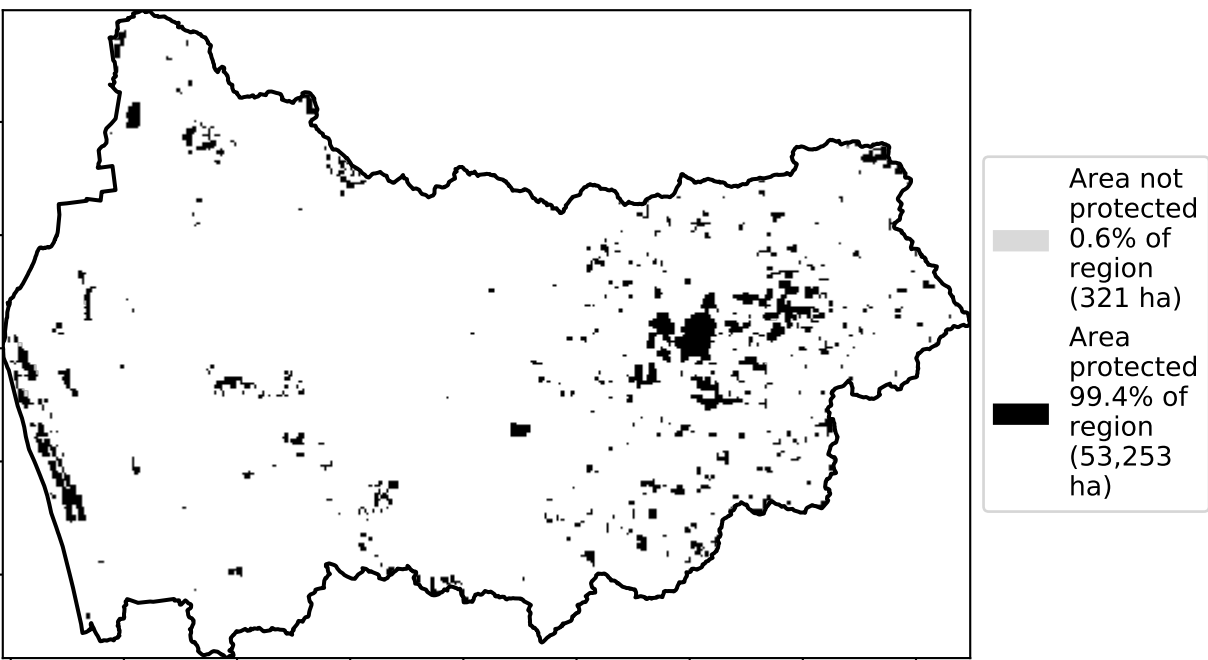 Area not
protected
0.6% of
region
(321 ha)
Area
protected
99.4% of
region
(53,253
ha)